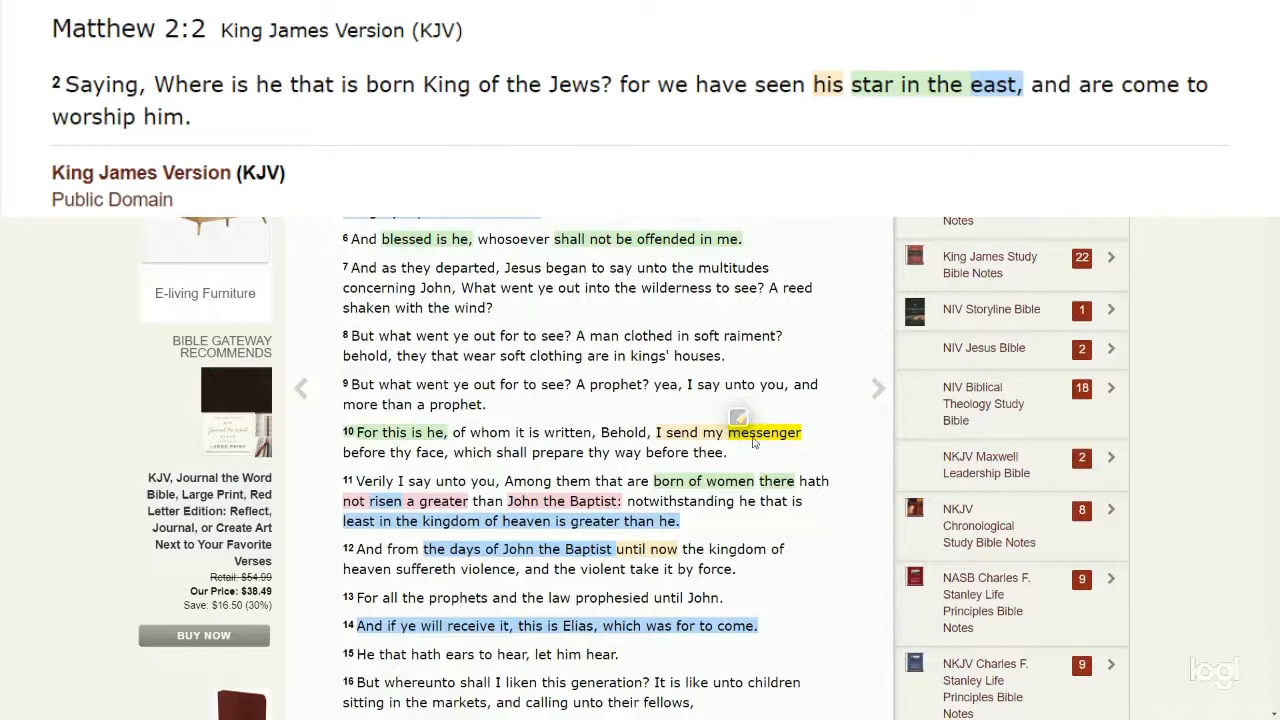 Matthew 2:2 King James Version (KJV)
2 Saying, Where is he that is born King of the Jews? for we have seen his star in the east, and are come to
worship him.
King James Version (KJV)
Public Domain
E-living Furniture
BIBLE GATEWAY
RECOMMENDS
KJV, Journal the Word
Bible, Large Print, Red
Letter Edition: Reflect,
Journal, or Create Art
Next to Your Favorite
Verses
Retail: $54.99
Our Price: $38.49
Save: $16.50 (30%)
BUY NOW
6 And blessed is he, whosoever shall not be offended in me.
7 And as they departed, Jesus began to say unto the multitudes
concerning John, What went ye out into the wilderness to see? A reed
shaken with the wind?
8 But what went ye out for to see? A man clothed in soft raiment?
behold, they that wear soft clothing are in kings' houses.
9 But what went ye out for to see? A prophet? yea, I say unto you, and
more than a prophet.
10 For this is he, of whom it is written, Behold, I send my messenger
before thy face, which shall prepare thy way before thee.
11 Verily I say unto you, Among them that are born of women there hath
not risen a greater than John the Baptist: notwithstanding he that is
least in the kingdom of heaven is greater than he.
12 And from the days of John the Baptist until now the kingdom of
heaven suffereth violence, and the violent take it by force.
13 For all the prophets and the law prophesied until John.
14 And if ye will receive it, this is Elias, which was for to come.
15 He that hath ears to hear, let him hear.
16 But whereunto shall I liken this generation? It is like unto children
sitting in the markets, and calling unto their fellows,
Notes
King James Study
Bible Notes
22
NIV Storyline Bible
1
NIV Jesus Bible
2
NIV Biblical
Theology Study
Bible
18
NKJV Maxwell
Leadership Bible
2
NKJV
Chronological
Study Bible Notes
8
NASB Charles F.
Stanley Life
Principles Bible
Notes
9
NKJV Charles F.
Stanley Life
Principles Bible
Notes
9
logi